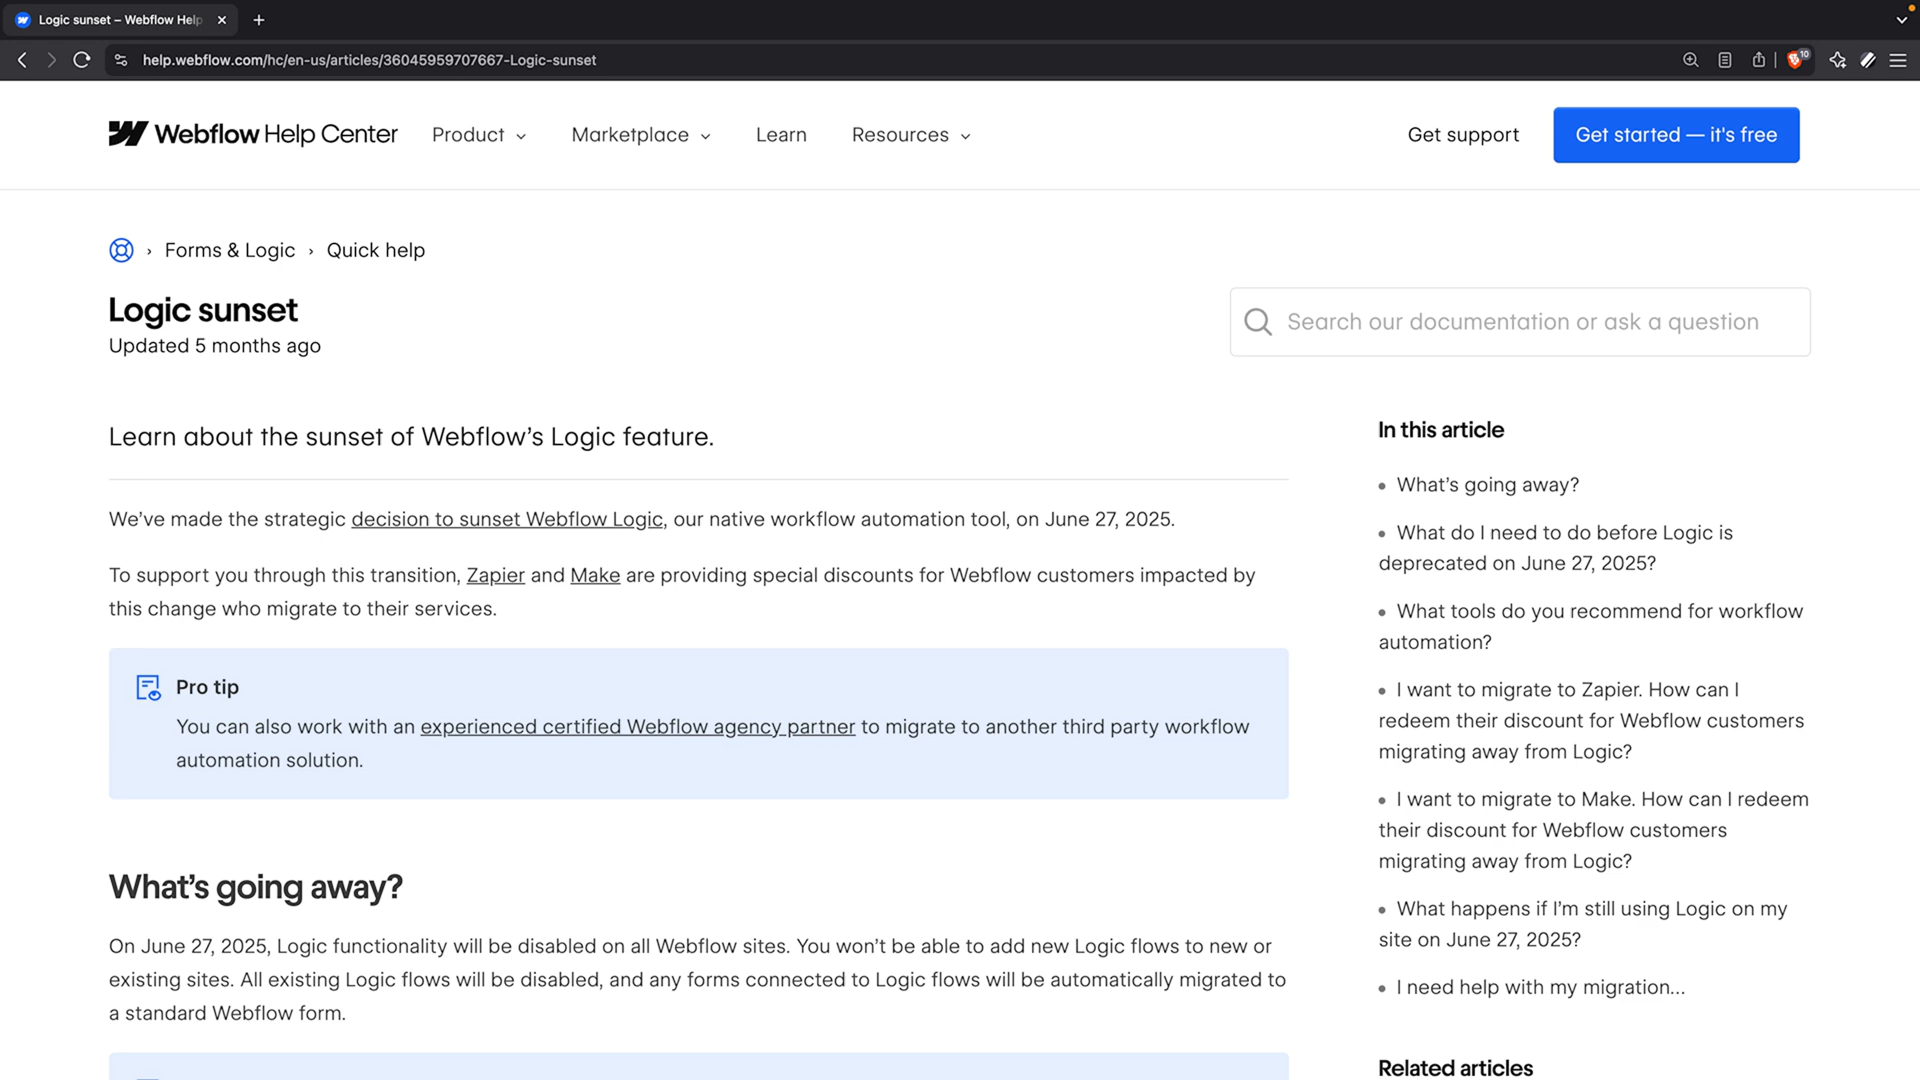 Logic sunset – Webflow Help
help.webflow.com/hc/en-us/articles/36045959707667-Logic-sunset
10
Webflow Help Center
Product
Marketplace
Learn
Resources
Get support
Get started — it's free
Forms & Logic
Quick help
Logic sunset
Updated 5 months ago
Search our documentation or ask a question
Learn about the sunset of Webflow’s Logic feature.
We’ve made the strategic decision to sunset Webflow Logic, our native workflow automation tool, on June 27, 2025.
To support you through this transition, Zapier and Make are providing special discounts for Webflow customers impacted by
this change who migrate to their services.
Pro tip
You can also work with an experienced certified Webflow agency partner to migrate to another third party workflow
automation solution.
What’s going away?
On June 27, 2025, Logic functionality will be disabled on all Webflow sites. You won’t be able to add new Logic flows to new or
existing sites. All existing Logic flows will be disabled, and any forms connected to Logic flows will be automatically migrated to
a standard Webflow form.
In this article
• What’s going away?
• What do I need to do before Logic is
deprecated on June 27, 2025?
• What tools do you recommend for workflow
automation?
• I want to migrate to Zapier. How can I
redeem their discount for Webflow customers
migrating away from Logic?
• I want to migrate to Make. How can I redeem
their discount for Webflow customers
migrating away from Logic?
• What happens if I’m still using Logic on my
site on June 27, 2025?
• I need help with my migration...
Related articles